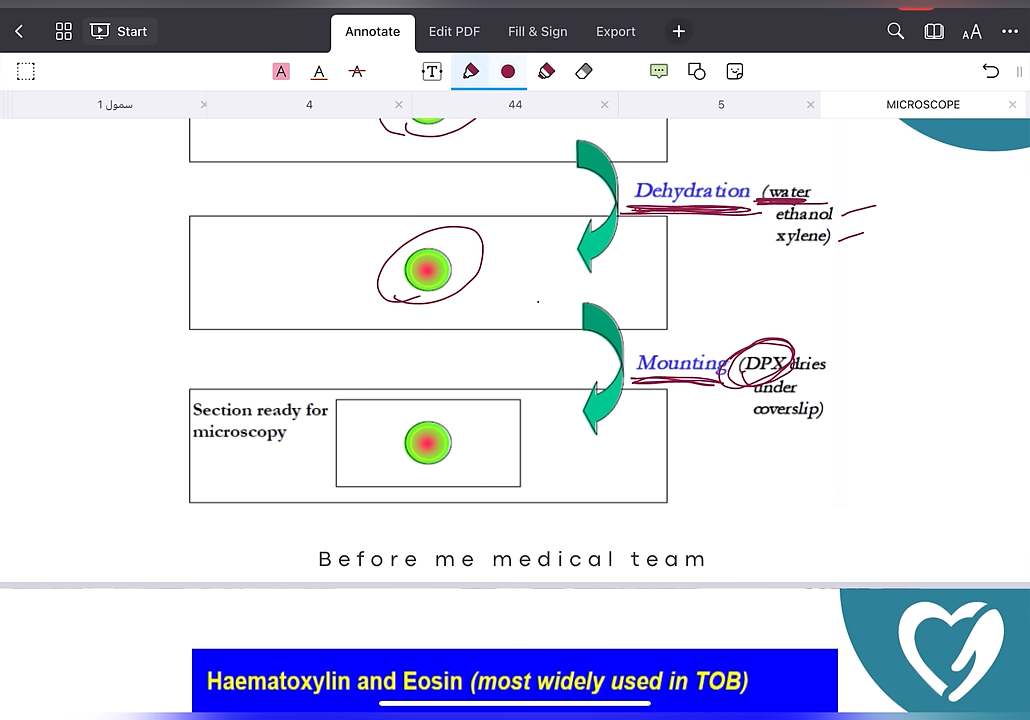 Start
Annotate
Edit PDF
Fill & Sign
Export
A
A
A
T
AA
سمول 1
4
44
5
MICROSCOPE
Dehydration (water
ethanol
xylene)
Mounting (DPX dries
under
coverslip)
Section ready for
microscopy
Before me medical team
Haematoxylin and Eosin (most widely used in TOB)